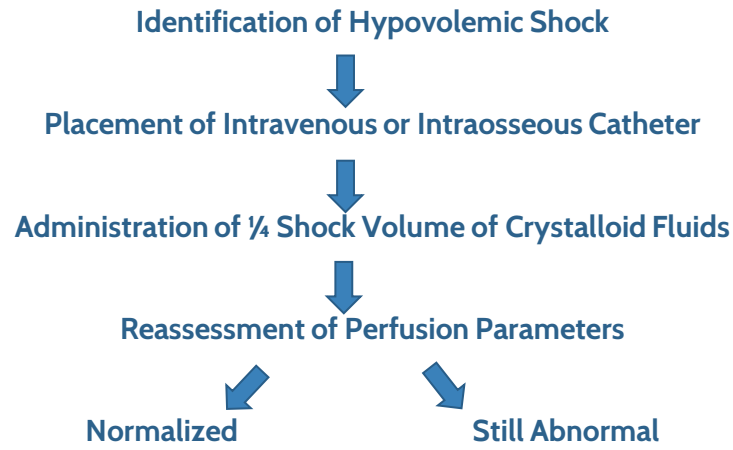 Identification of Hypovolemic Shock
Placement of Intravenous or Intraosseous Catheter
Administration of ¼ Shock Volume of Crystalloid Fluids
Reassessment of Perfusion Parameters
Normalized
Still Abnormal